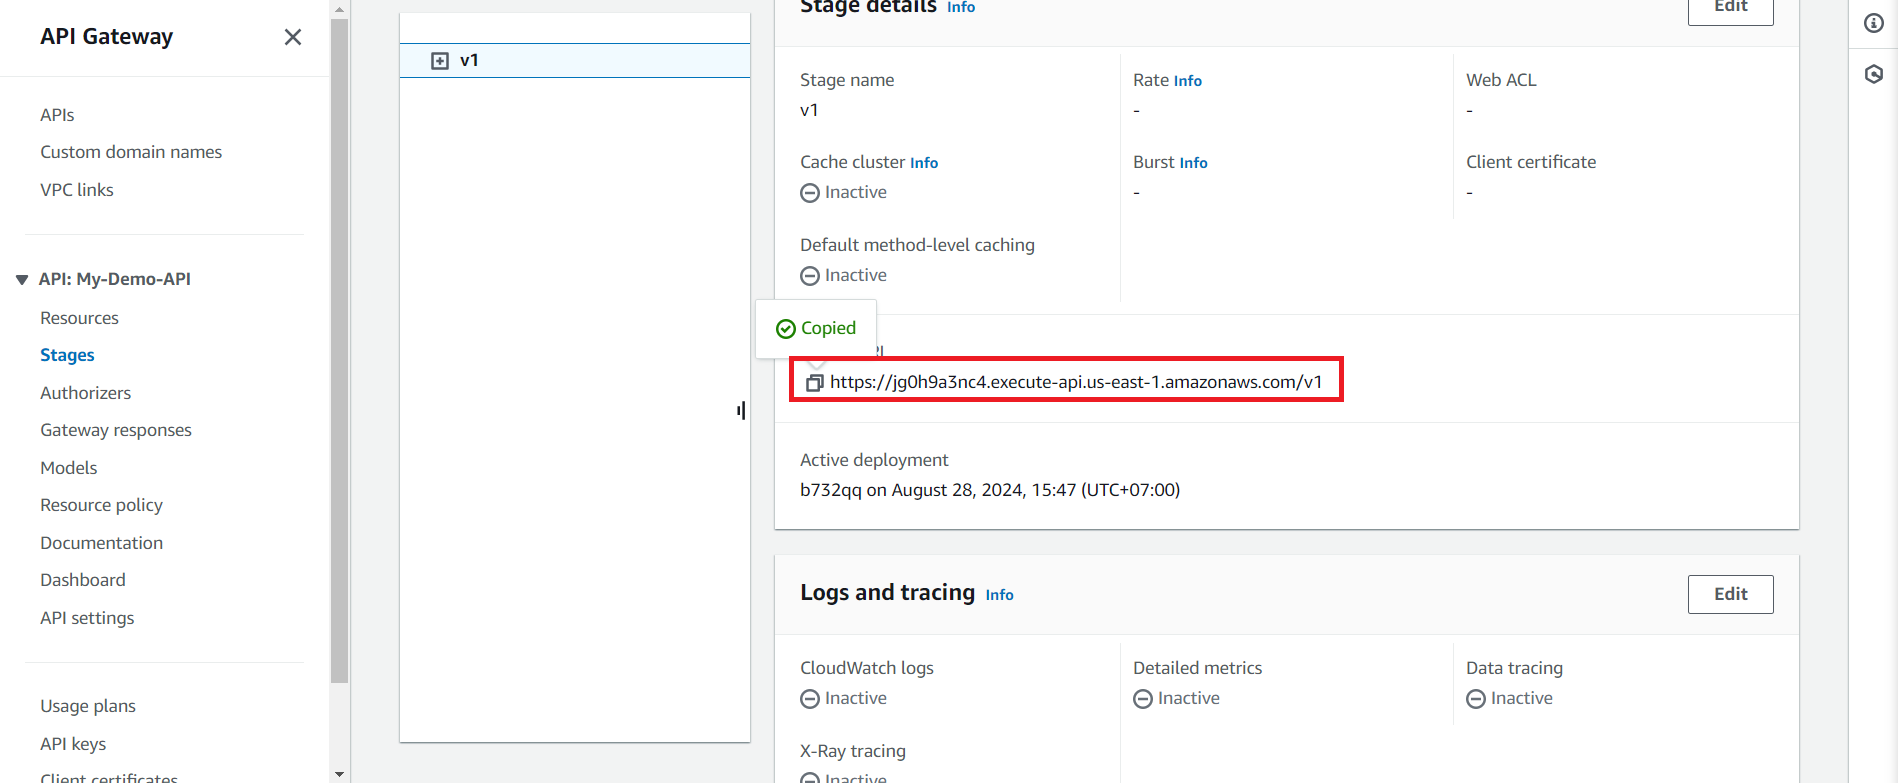 API Gateway
APIs
Custom domain names
VPC links
API: My-Demo-API
Resources
Stages
Authorizers
Gateway responses
Models
Resource policy
Documentation
Dashboard
API settings
Usage plans
API keys
Client certificates
v1
Stage details Info
Edit
Stage name
v1
Rate Info
-
Web ACL
-
Cache cluster Info
Inactive
Burst Info
-
Client certificate
-
Default method-level caching
Inactive
Copied
https://jg0h9a3nc4.execute-api.us-east-1.amazonaws.com/v1
Active deployment
b732qq on August 28, 2024, 15:47 (UTC+07:00)
Logs and tracing Info
Edit
CloudWatch logs
Inactive
Detailed metrics
Inactive
Data tracing
Inactive
X-Ray tracing
Inactive